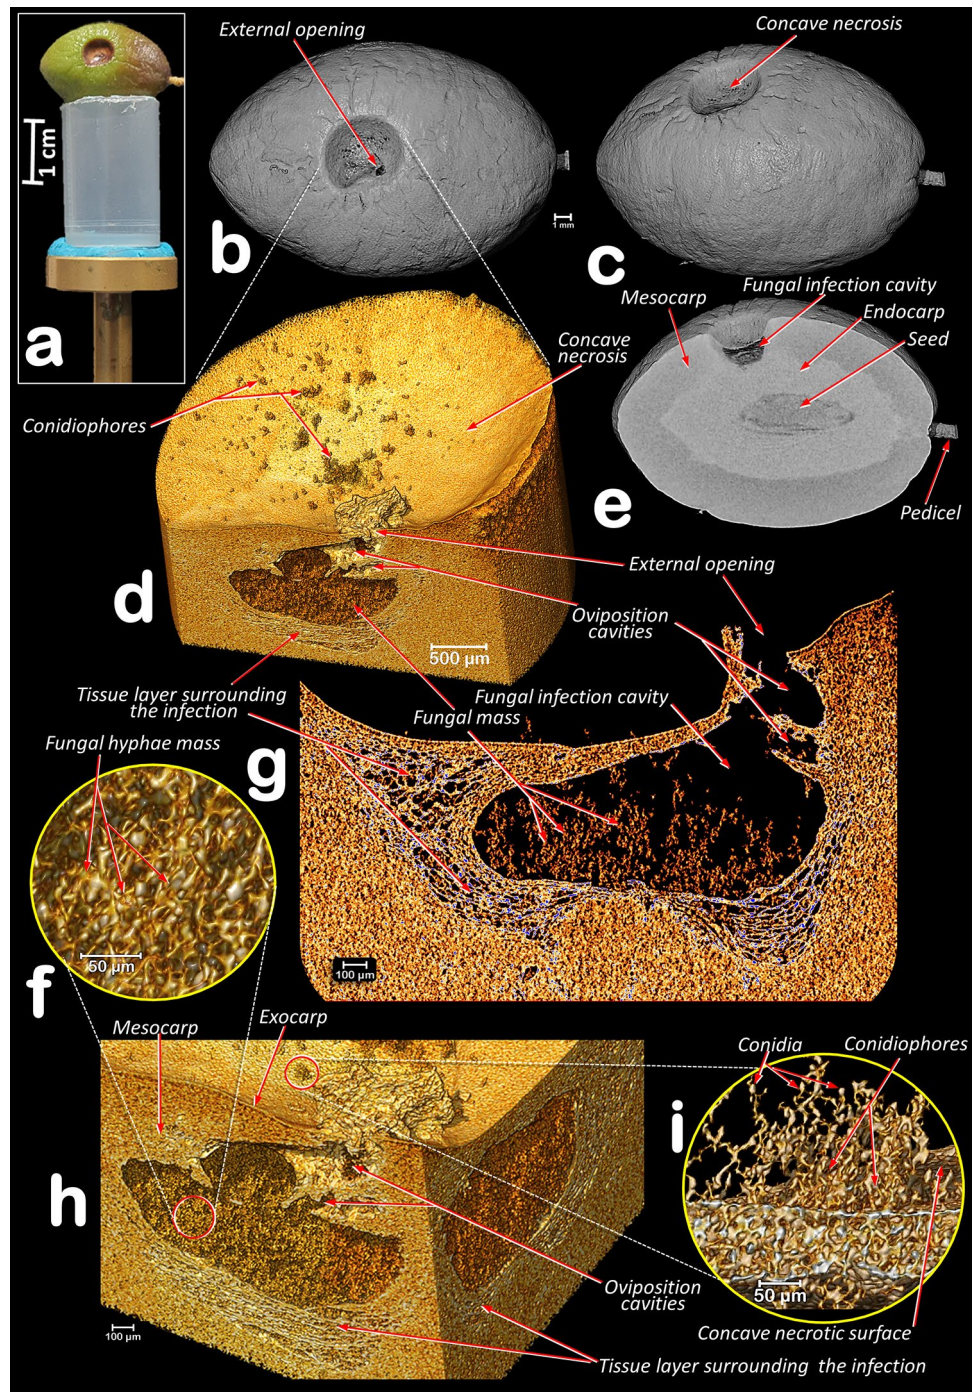 External opening
Concave necrosis
1 cm
a
b
1 mm
c
Mesocarp
Fungal infection cavity
Endocarp
Seed
Pedicel
e
Concave
necrosis
Conidiophores
d
500 µm
External opening
Oviposition
cavities
Tissue layer surrounding
the infection
Fungal infection cavity
Fungal mass
g
100 µm
Fungal hyphae mass
50 µm
f
Mesocarp
Exocarp
h
100 µm
Oviposition
cavities
Tissue layer surrounding the infection
Conidia
Conidiophores
i
50 µm
Concave necrotic surface